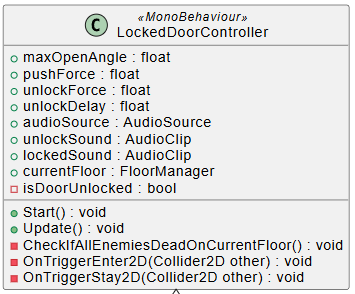 «MonoBehaviour»
C LockedDoorController
maxOpenAngle : float
pushForce : float
unlockForce : float
unlockDelay : float
audioSource : AudioSource
unlockSound : AudioClip
lockedSound : AudioClip
currentFloor : FloorManager
isDoorUnlocked : bool
Start() : void
Update() : void
CheckIfAllEnemiesDeadOnCurrentFloor() : void
OnTriggerEnter2D(Collider2D other) : void
OnTriggerStay2D(Collider2D other) : void